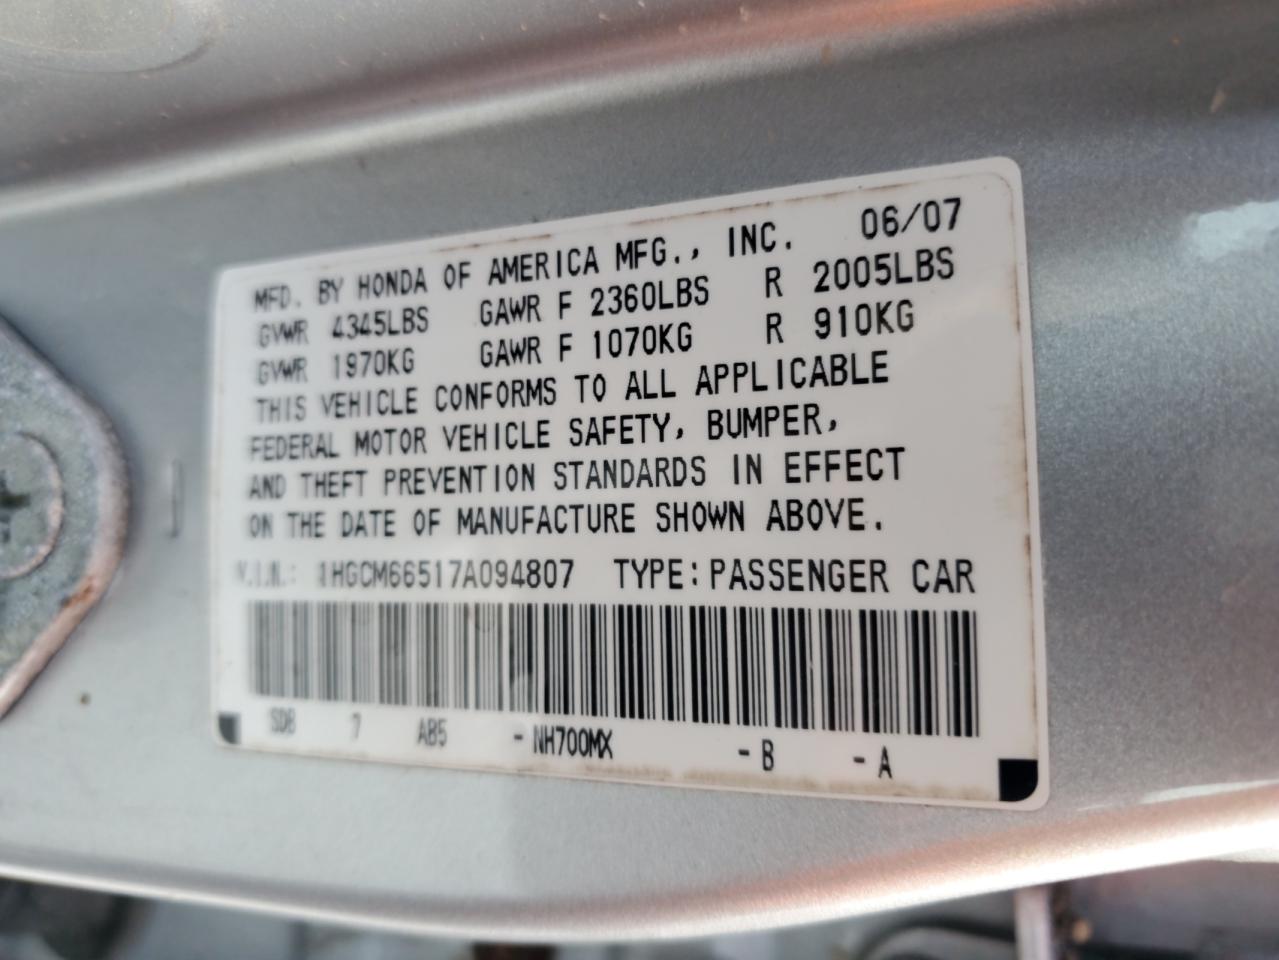 MFD. BY HONDA OF AMERICA MFG., INC. 06/07
GVWR 4345LBS GAWR F 2360LBS R 2005LBS
GVWR 1970KG GAWR F 1070KG R 910KG
THIS VEHICLE CONFORMS TO ALL APPLICABLE
FEDERAL MOTOR VEHICLE SAFETY, BUMPER,
AND THEFT PREVENTION STANDARDS IN EFFECT
ON THE DATE OF MANUFACTURE SHOWN ABOVE.
V.I.N.: 1HGCM66517A094807 TYPE: PASSENGER CAR
SDB 7 AB5 - NH700MX - B - A